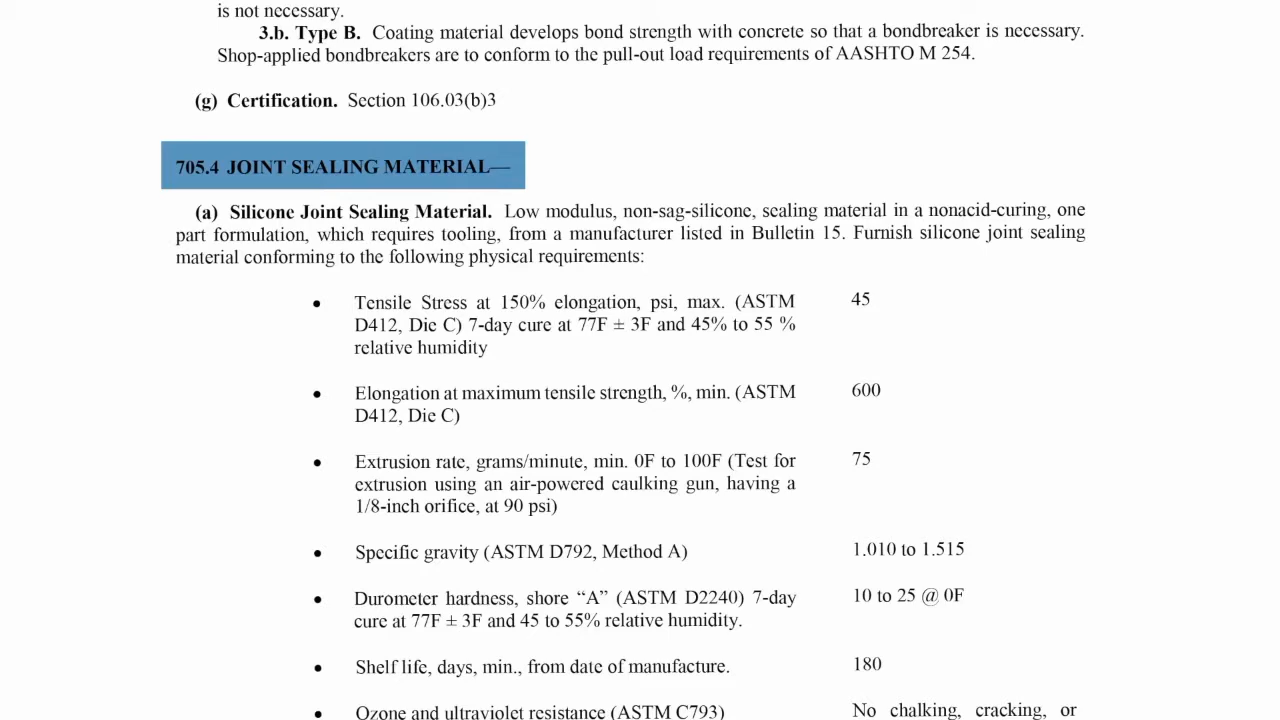 is not necessary.
3.b. Type B. Coating material develops bond strength with concrete so that a bondbreaker is necessary.
Shop-applied bondbreakers are to conform to the pull-out load requirements of AASHTO M 254.
(g) Certification. Section 106.03(b)3
705.4 JOINT SEALING MATERIAL—
(a) Silicone Joint Sealing Material. Low modulus, non-sag-silicone, sealing material in a nonacid-curing, one
part formulation, which requires tooling, from a manufacturer listed in Bulletin 15. Furnish silicone joint sealing
material conforming to the following physical requirements:
• Tensile Stress at 150% elongation, psi, max. (ASTM 45
D412, Die C) 7-day cure at 77F ± 3F and 45% to 55 %
relative humidity
• Elongation at maximum tensile strength, %, min. (ASTM 600
D412, Die C)
• Extrusion rate, grams/minute, min. 0F to 100F (Test for 75
extrusion using an air-powered caulking gun, having a
1/8-inch orifice, at 90 psi)
• Specific gravity (ASTM D792, Method A) 1.010 to 1.515
• Durometer hardness, shore “A” (ASTM D2240) 7-day 10 to 25 @ 0F
cure at 77F ± 3F and 45 to 55% relative humidity.
• Shelf life, days, min., from date of manufacture. 180
• Ozone and ultraviolet resistance (ASTM C793) No chalking, cracking, or